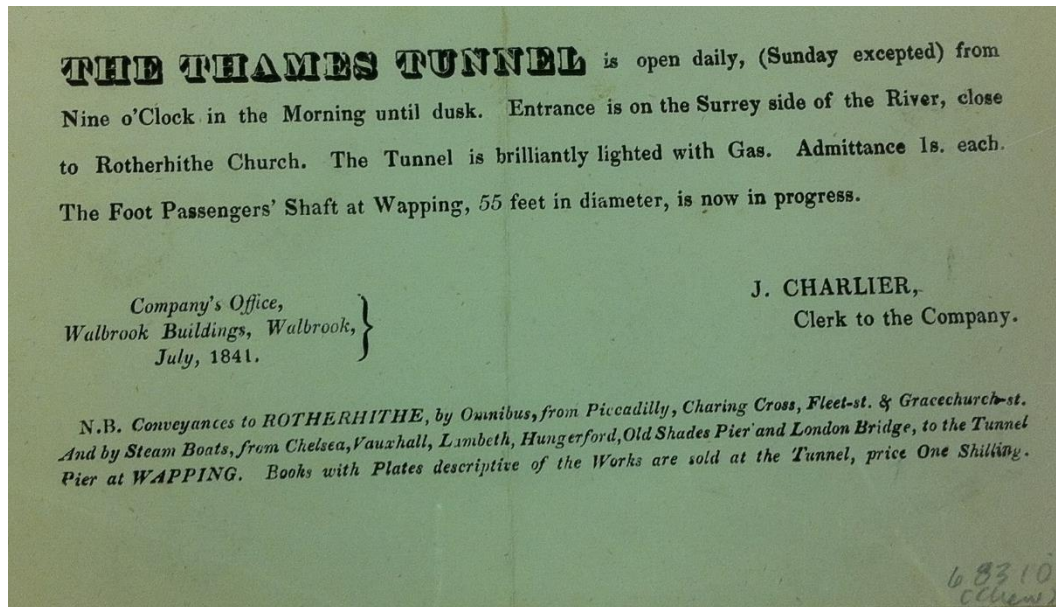 THE THAMES TUNNEL is open daily, (Sunday excepted) from
Nine o'Clock in the Morning until dusk. Entrance is on the Surrey side of the River, close
to Rotherhithe Church. The Tunnel is brilliantly lighted with Gas. Admittance 1s. each.
The Foot Passengers' Shaft at Wapping, 55 feet in diameter, is now in progress.
Company's Office,
Walbrook Buildings, Walbrook,
July, 1841.
J. CHARLIER,
Clerk to the Company.
N.B. Conveyances to ROTHERHITHE, by Omnibus, from Piccadilly, Charing Cross, Fleet-st. & Gracechurch-st.
And by Steam Boats, from Chelsea, Vauxhall, Lambeth, Hungerford, Old Shades Pier and London Bridge, to the Tunnel
Pier at WAPPING. Books with Plates descriptive of the Works are sold at the Tunnel, price One Shilling.
68310